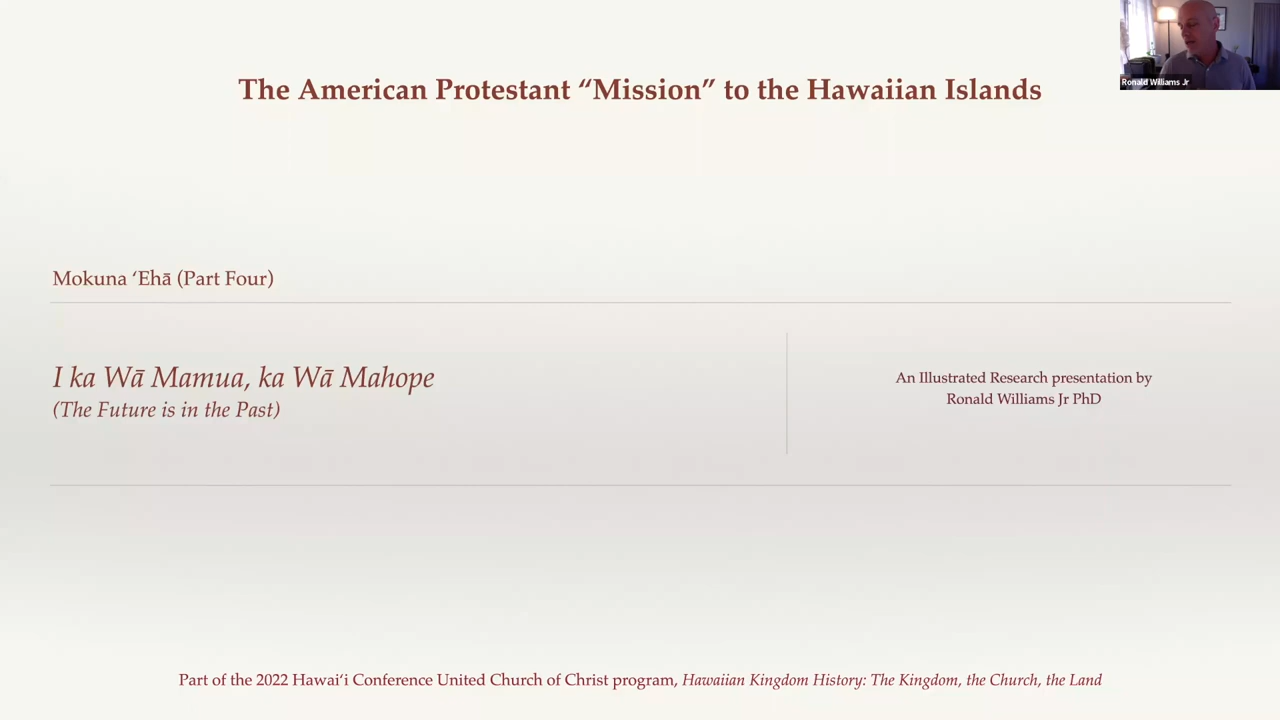 The American Protestant “Mission” to the Hawaiian Islands
Ronald Williams Jr
Mokuna ‘Ehā (Part Four)
I ka Wā Mamua, ka Wā Mahope
(The Future is in the Past)
An Illustrated Research presentation by
Ronald Williams Jr PhD
Part of the 2022 Hawai‘i Conference United Church of Christ program, Hawaiian Kingdom History: The Kingdom, the Church, the Land